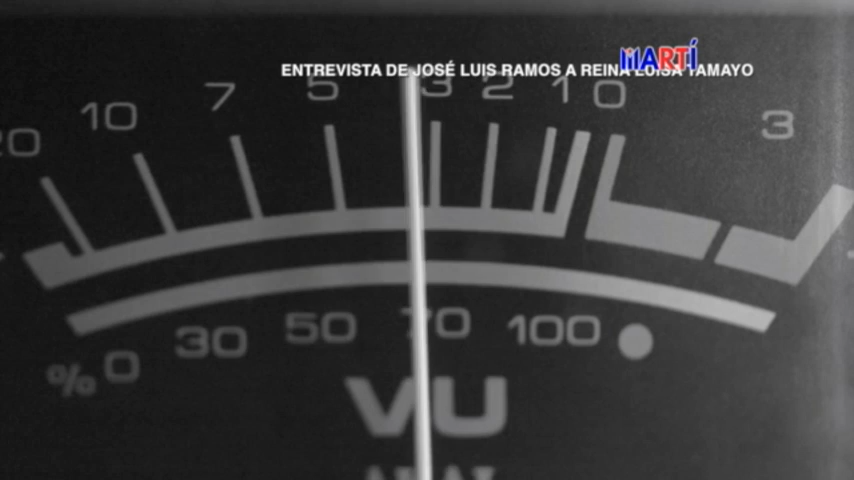 MARTÍ
ENTREVISTA DE JOSÉ LUIS RAMOS A REINA LUISA TAMAYO
20 10 7 5 3 2 1 0 3
% 0 30 50 70 100
VU